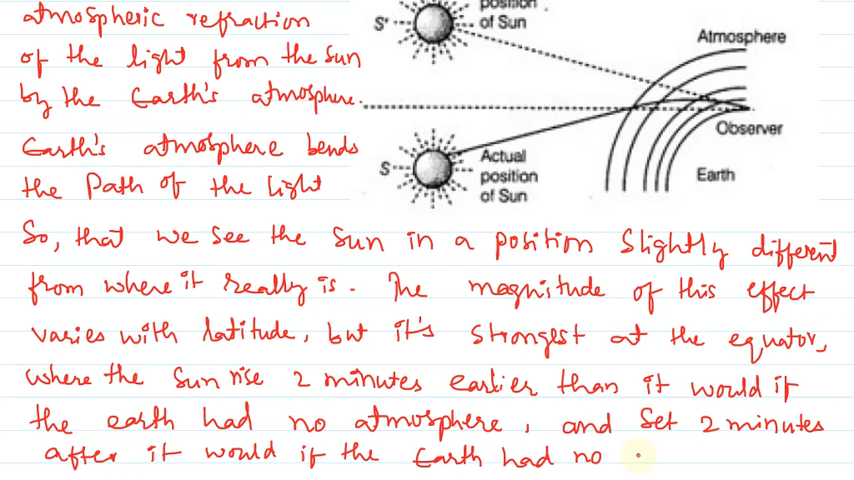 atmospheric refraction
of the light from the sun
by the Earth's atmosphere.
Earth's atmosphere bends
the Path of the light
position
S' of Sun
Atmosphere
Observer
S Actual
position
of Sun
Earth
So, that we see the Sun in a position Slightly different
from where it really is. The magnitude of this effect
varies with latitude, but it's strongest at the equator,
where the Sun rise 2 minutes earlier than it would if
the earth had no atmosphere, and Set 2 minutes
after it would if the Earth had no